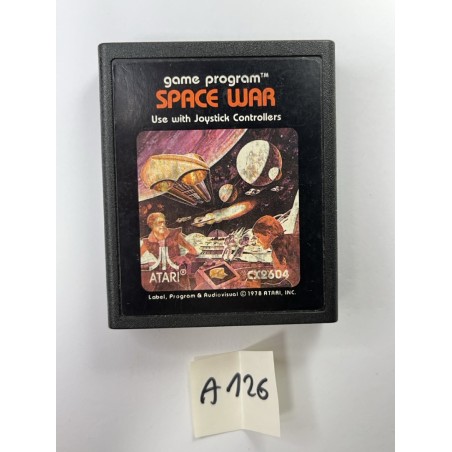 game program™
SPACE WAR
Use with Joystick Controllers
ATARI®
CX2604
Label, Program & Audiovisual © 1978 ATARI, INC.
A126